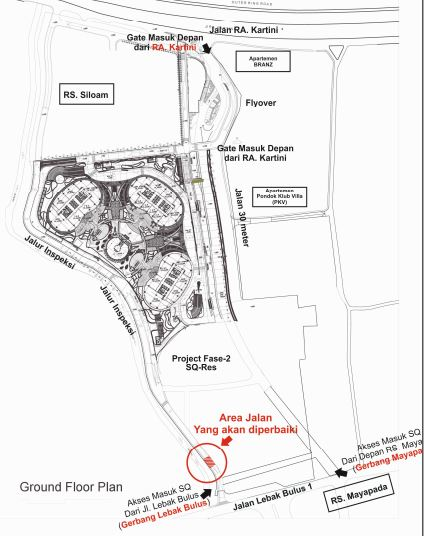 OUTER RING ROAD
Jalan RA. Kartini
Gate Masuk Depan
dari RA. Kartini
Apartemen
BRANZ
RS. Siloam
Flyover
Gate Masuk Depan
dari RA. Kartini
Apartemen
Pondok Klub Villa
(PKV)
Jalan 30 meter
Jalur Inspeksi
Jalur Inspeksi
Project Fase-2
SQ-Res
Area Jalan
Yang akan diperbaiki
Akses Masuk SQ
Dari Depan RS. Maya
(Gerbang Mayapa
Ground Floor Plan
Akses Masuk SQ
Dari Jl. Lebak Bulus
(Gerbang Lebak Bulus)
Jalan Lebak Bulus 1
RS. Mayapada